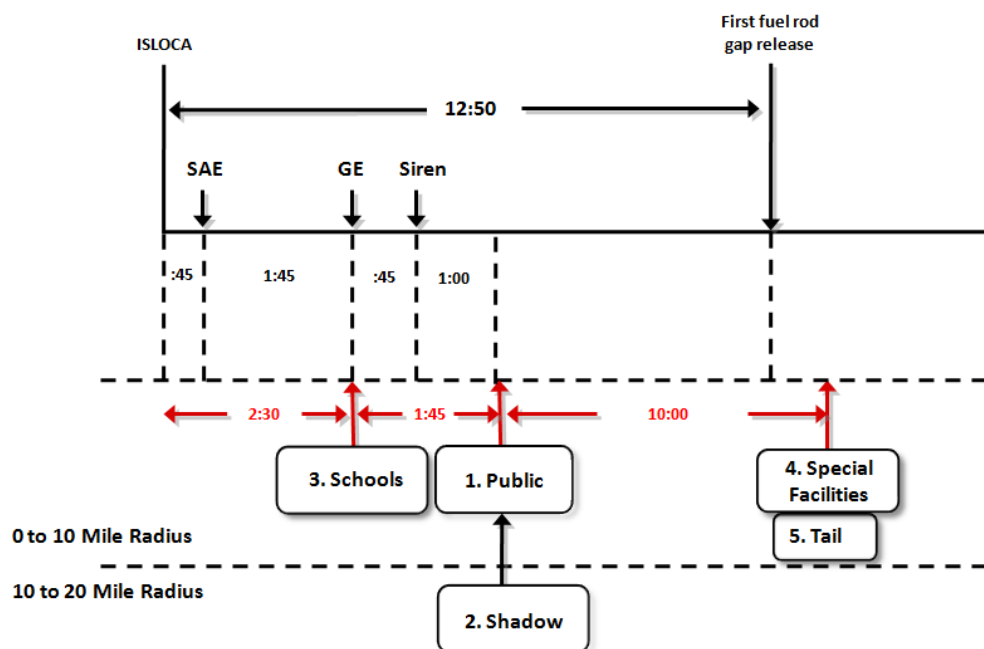 First fuel rod
gap release
ISLOCA
12:50
SAE
GE
Siren
:45
1:45
:45
1:00
2:30
1:45
10:00
3. Schools
1. Public
4. Special
Facilities
5. Tail
0 to 10 Mile Radius
10 to 20 Mile Radius
2. Shadow